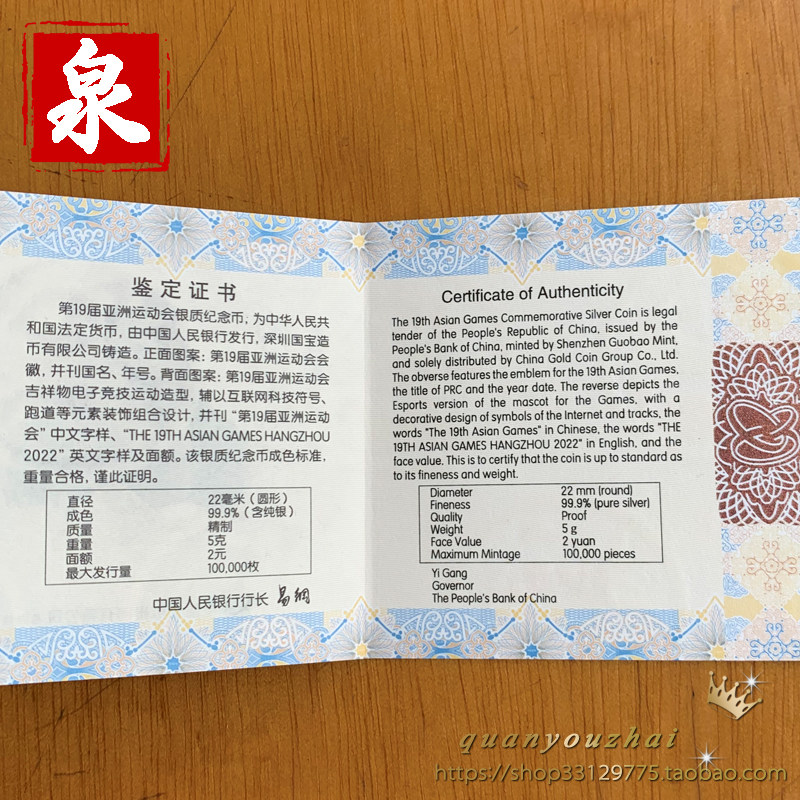 泉
鉴定证书
第19届亚洲运动会银质纪念币，为中华人民共
和国法定货币，由中国人民银行发行，深圳国宝造
币有限公司铸造。正面图案：第19届亚洲运动会会
徽，并刊国名、年号。背面图案：第19届亚洲运动会
吉祥物电子竞技运动造型，辅以互联网科技符号、
跑道等元素装饰组合设计，并刊“第19届亚洲运动
会”中文字样、“THE 19TH ASIAN GAMES HANGZHOU
2022”英文字样及面额。该银质纪念币成色标准，
重量合格，谨此证明。
直径 22毫米（圆形）
成色 99.9%（含纯银）
质量 精制
重量 5克
面额 2元
最大发行量 100,000枚
中国人民银行行长 易纲
Certificate of Authenticity
The 19th Asian Games Commemorative Silver Coin is legal
tender of the People's Republic of China, issued by the
People's Bank of China, minted by Shenzhen Guobao Mint,
and solely distributed by China Gold Coin Group Co., Ltd.
The obverse features the emblem for the 19th Asian Games,
the title of PRC and the year date. The reverse depicts the
Esports version of the mascot for the Games, with a
decorative design of symbols of the Internet and tracks, the
words "The 19th Asian Games" in Chinese, the words "THE
19TH ASIAN GAMES HANGZHOU 2022" in English, and the
face value. This is to certify that the coin is up to standard as
to its fineness and weight.
Diameter 22 mm (round)
Fineness 99.9% (pure silver)
Quality Proof
Weight 5 g
Face Value 2 yuan
Maximum Mintage 100,000 pieces
Yi Gang
Governor
The People's Bank of China
quanyouzhai
https://shop33129775.taobao.com